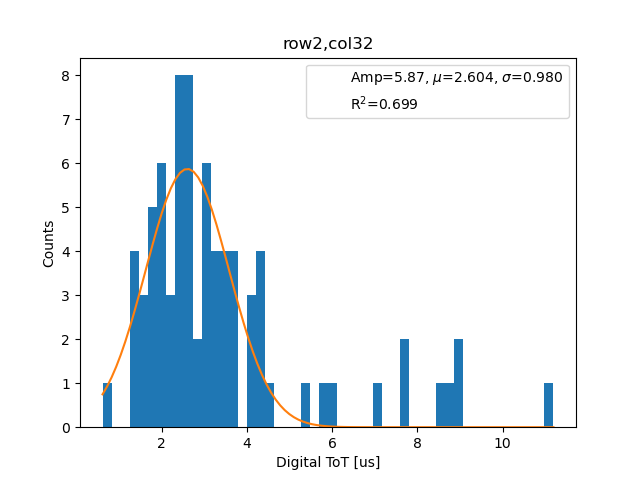 row2,col32
Amp=5.87, μ=2.604, σ=0.980
R²=0.699
Counts
8
7
6
5
4
3
2
1
0
2 4 6 8 10
Digital ToT [us]